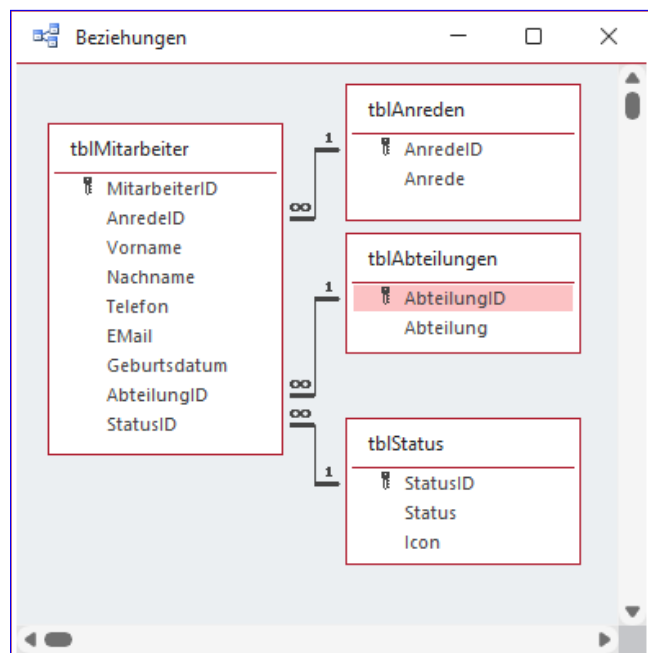 Beziehungen
tblMitarbeiter
MitarbeiterID
AnredeID
Vorname
Nachname
Telefon
EMail
Geburtsdatum
AbteilungID
StatusID
1
∞
1
∞
∞
1
tblAnreden
AnredeID
Anrede
tblAbteilungen
AbteilungID
Abteilung
tblStatus
StatusID
Status
Icon